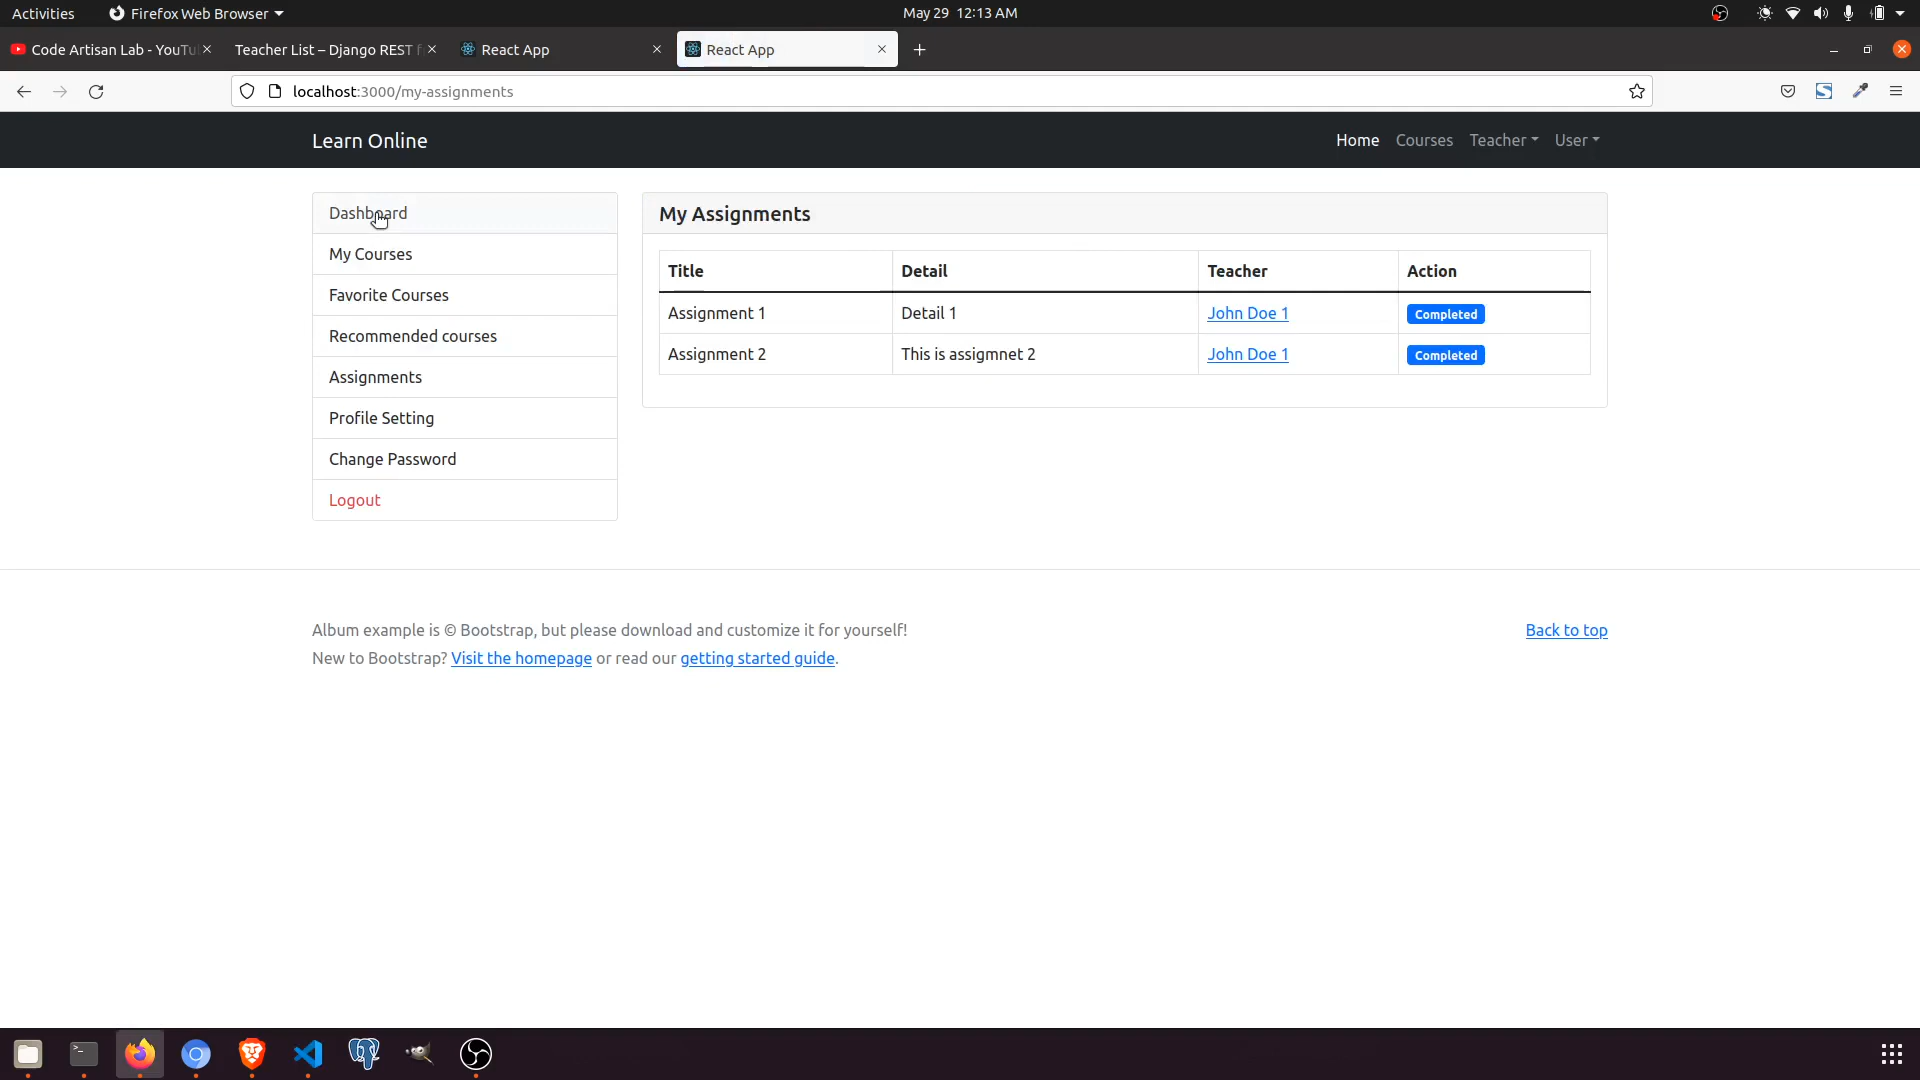 Activities
Firefox Web Browser
May 29 12:13 AM
Code Artisan Lab - YouTu
Teacher List – Django REST f
React App
React App
localhost:3000/my-assignments
Learn Online
Home
Courses
Teacher
User
Dashboard
My Courses
Favorite Courses
Recommended courses
Assignments
Profile Setting
Change Password
Logout
My Assignments
Title Detail Teacher Action
Assignment 1 Detail 1 John Doe 1 Completed
Assignment 2 This is assigmnet 2 John Doe 1 Completed
Album example is © Bootstrap, but please download and customize it for yourself!
New to Bootstrap? Visit the homepage or read our getting started guide.
Back to top